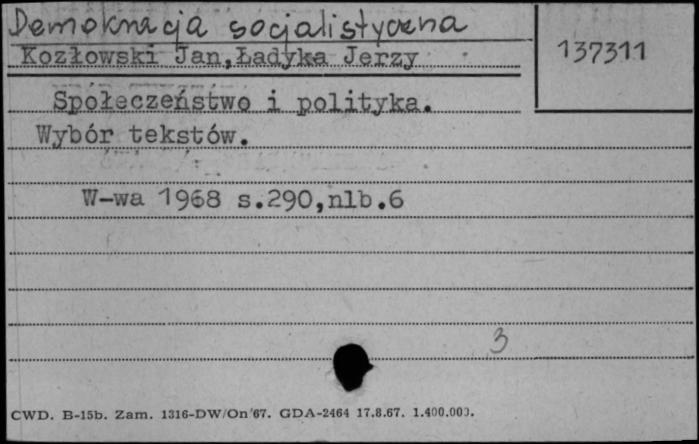 Demokracja socjalistyczna
137311
Kozłowski Jan,Ładyka Jerzy
Społeczeństwo i polityka.
Wybór tekstów.
W-wa 1968 s.290,nlb.6
3
CWD. B-15b. Zam. 1316-DW/On/67. GDA-2464 17.8.67. 1.400.000.